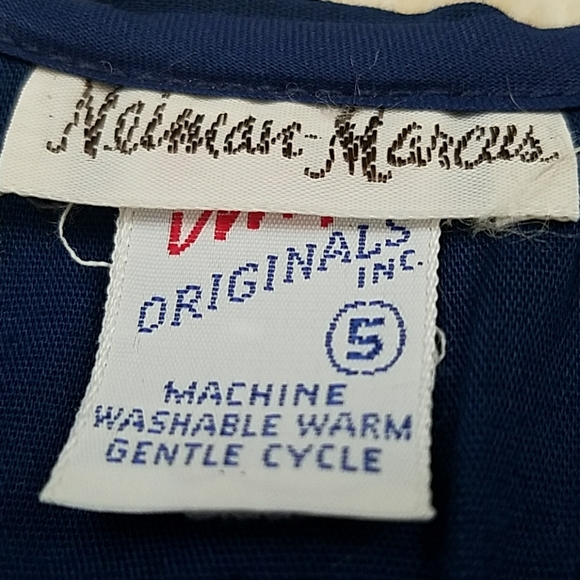 Neiman-Marcus
ORIGINALS
INC.
5
MACHINE
WASHABLE WARM
GENTLE CYCLE